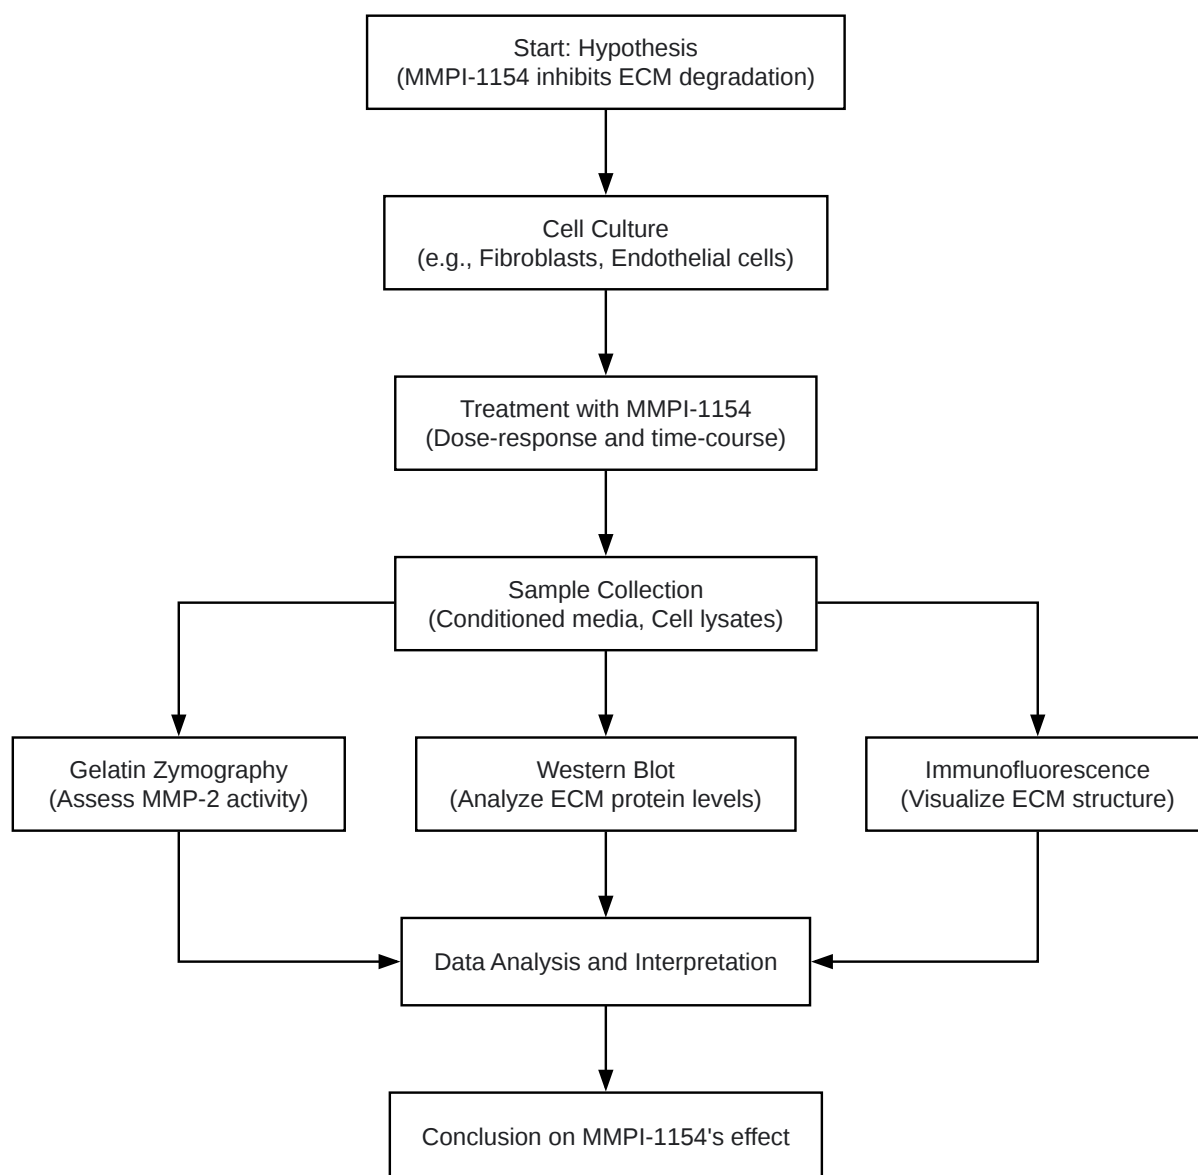 Start: Hypothesis
(MMPI-1154 inhibits ECM degradation)
Cell Culture
(e.g., Fibroblasts, Endothelial cells)
Treatment with MMPI-1154
(Dose-response and time-course)
Sample Collection
(Conditioned media, Cell lysates)
Gelatin Zymography
(Assess MMP-2 activity)
Western Blot
(Analyze ECM protein levels)
Immunofluorescence
(Visualize ECM structure)
Data Analysis and Interpretation
Conclusion on MMPI-1154's effect